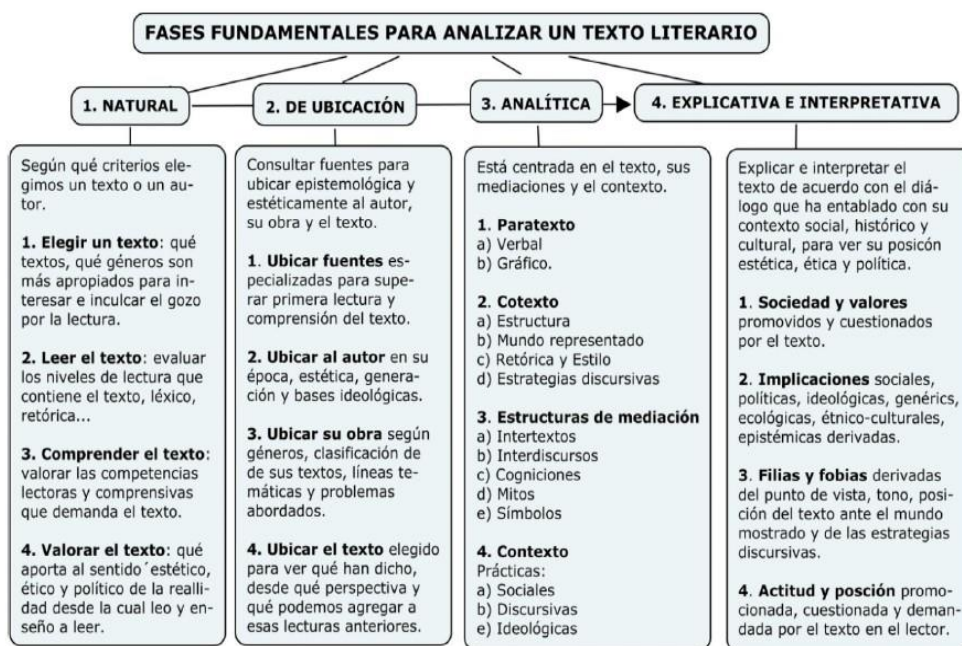 FASES FUNDAMENTALES PARA ANALIZAR UN TEXTO LITERARIO
1. NATURAL
2. DE UBICACIÓN
3. ANALÍTICA
4. EXPLICATIVA E INTERPRETATIVA
Según qué criterios ele-
gimos un texto o un au-
tor.
1. Elegir un texto: qué
textos, qué géneros son
más apropiados para in-
teresar e inculcar el gozo
por la lectura.
2. Leer el texto: evaluar
los niveles de lectura que
contiene el texto, léxico,
retórica...
3. Comprender el texto:
valorar las competencias
lectoras y comprensivas
que demanda el texto.
4. Valorar el texto: qué
aporta al sentido´estético,
ético y político de la reall-
idad desde la cual leo y en-
seño a leer.
Consultar fuentes para
ubicar epistemológica y
estéticamente al autor,
su obra y el texto.
1. Ubicar fuentes es-
pecializadas para supe-
rar primera lectura y
comprensión del texto.
2. Ubicar al autor en su
época, estética, generación
y bases ideológicas.
3. Ubicar su obra según
géneros, clasificación de
de sus textos, líneas te-
máticas y problemas
abordados.
4. Ubicar el texto elegido
para ver qué han dicho,
desde qué perspectiva y
qué podemos agregar a
esas lecturas anteriores.
Está centrada en el texto, sus
mediaciones y el contexto.
1. Paratexto
a) Verbal
b) Gráfico.
2. Cotexto
a) Estructura
b) Mundo representado
c) Retórica y Estilo
d) Estrategias discursivas
3. Estructuras de mediación
a) Intertextos
b) Interdiscursos
c) Cogniciones
d) Mitos
e) Símbolos
4. Contexto
Prácticas:
a) Sociales
b) Discursivas
e) Ideológicas
Explicar e interpretar el
texto de acuerdo con el diá-
logo que ha entablado con su
contexto social, histórico y
cultural, para ver su posicón
estética, ética y política.
1. Sociedad y valores
promovidos y cuestionados
por el texto.
2. Implicaciones sociales,
políticas, ideológicas, genérics,
ecológicas, étnico-culturales,
epistémicas derivadas.
3. Filias y fobias derivadas
del punto de vista, tono, posi-
ción del texto ante el mundo
mostrado y de las estrategias
discursivas.
4. Actitud y posción promo-
cionada, cuestionada y deman-
dada por el texto en el lector.